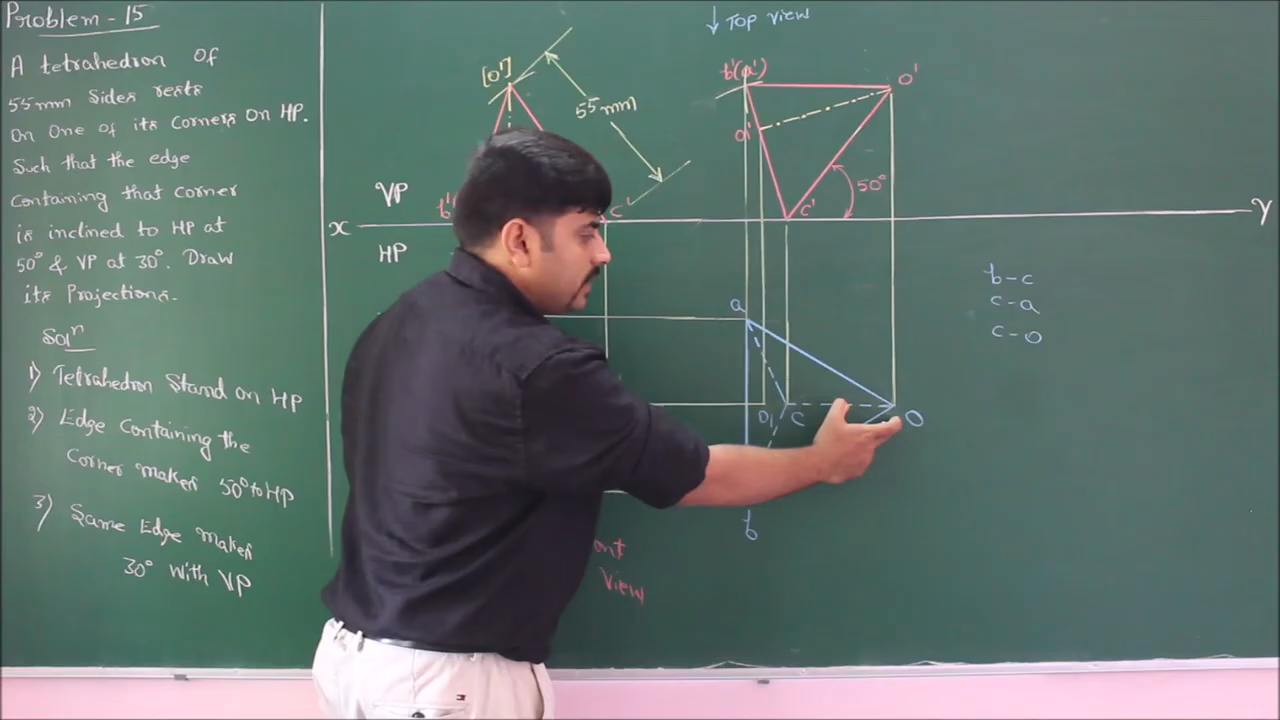 Problem - 15
A tetrahedron of
55mm Sides rests
On One of its Corners On HP.
Such that the edge
containing that corner
is inclined to HP at
50° & VP at 30°. Draw
its Projections.
Soln
1) Tetrahedron Stand on HP
2) Edge Containing the
Corner makes 50° to HP
3) Same Edge makes
30° with VP
↓ Top view
[O']
55mm
b'
c'
VP
HP
X
Y
b'(a')
O'
O1'
c'
50°
a
O1
C
O
b
b-c
c-a
c-o
View